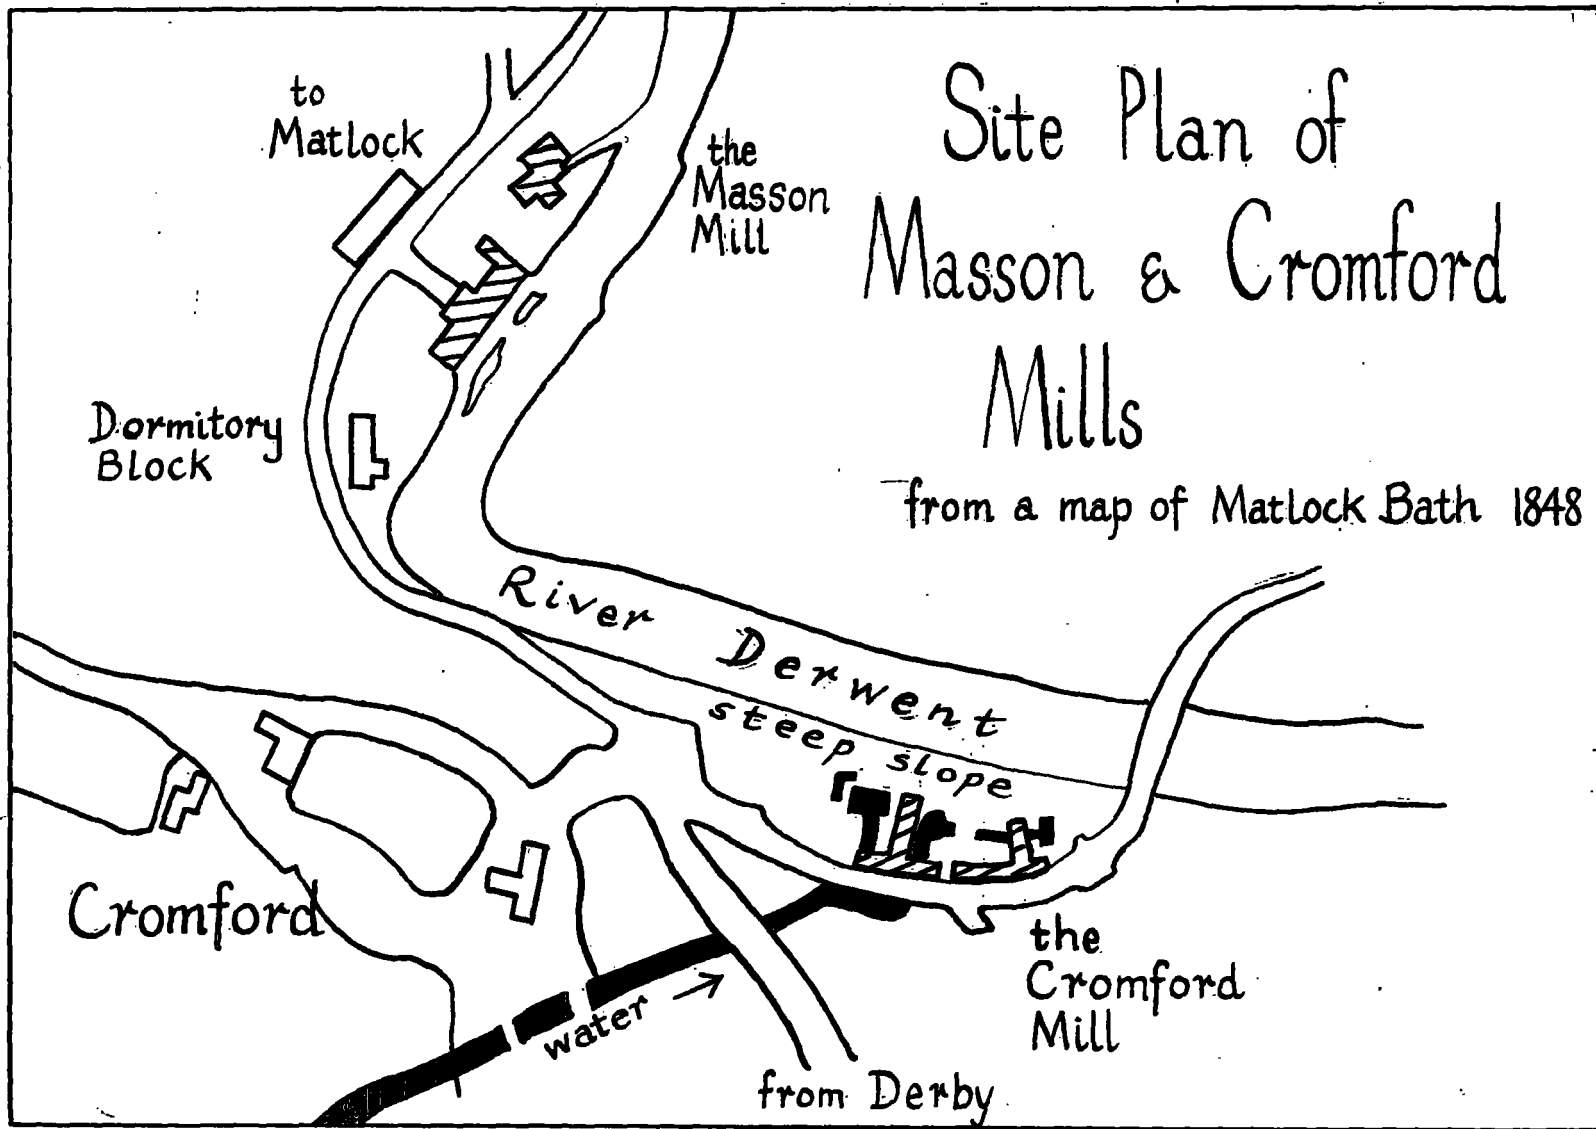 Site Plan of
Masson & Cromford
Mills
from a map of Matlock Bath 1848
to
Matlock
the
Masson
Mill
Dormitory
Block
River Derwent
steep slope
Cromford
the
Cromford
Mill
water
from Derby